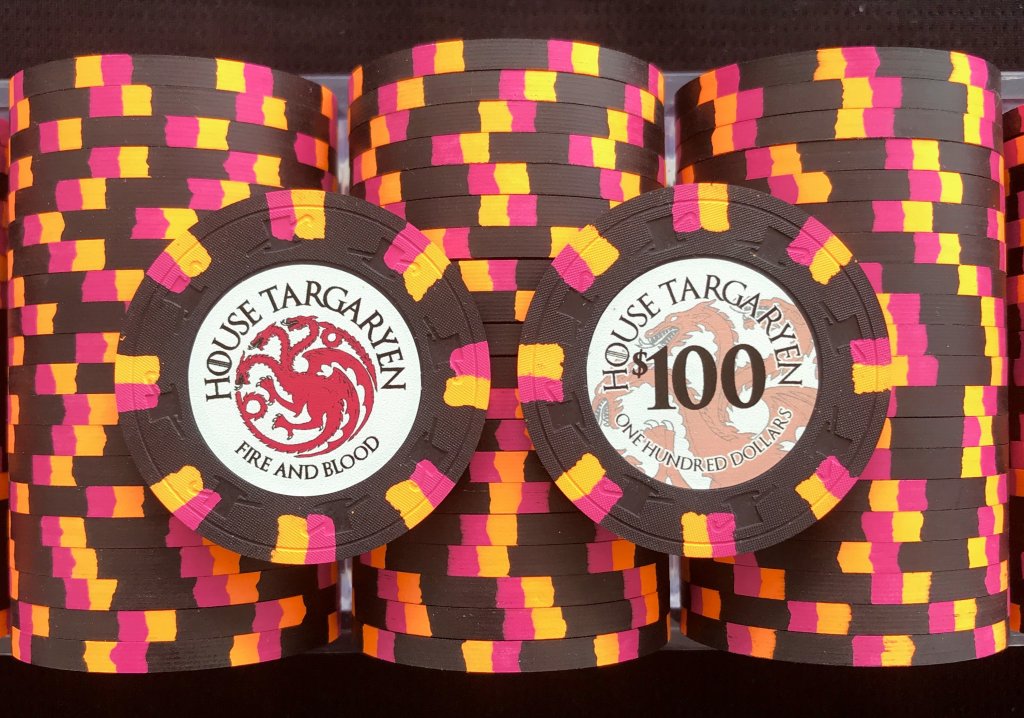 HOUSE TARGARYEN
FIRE AND BLOOD
HOUSE TARGARYEN
$100
ONE HUNDRED DOLLARS